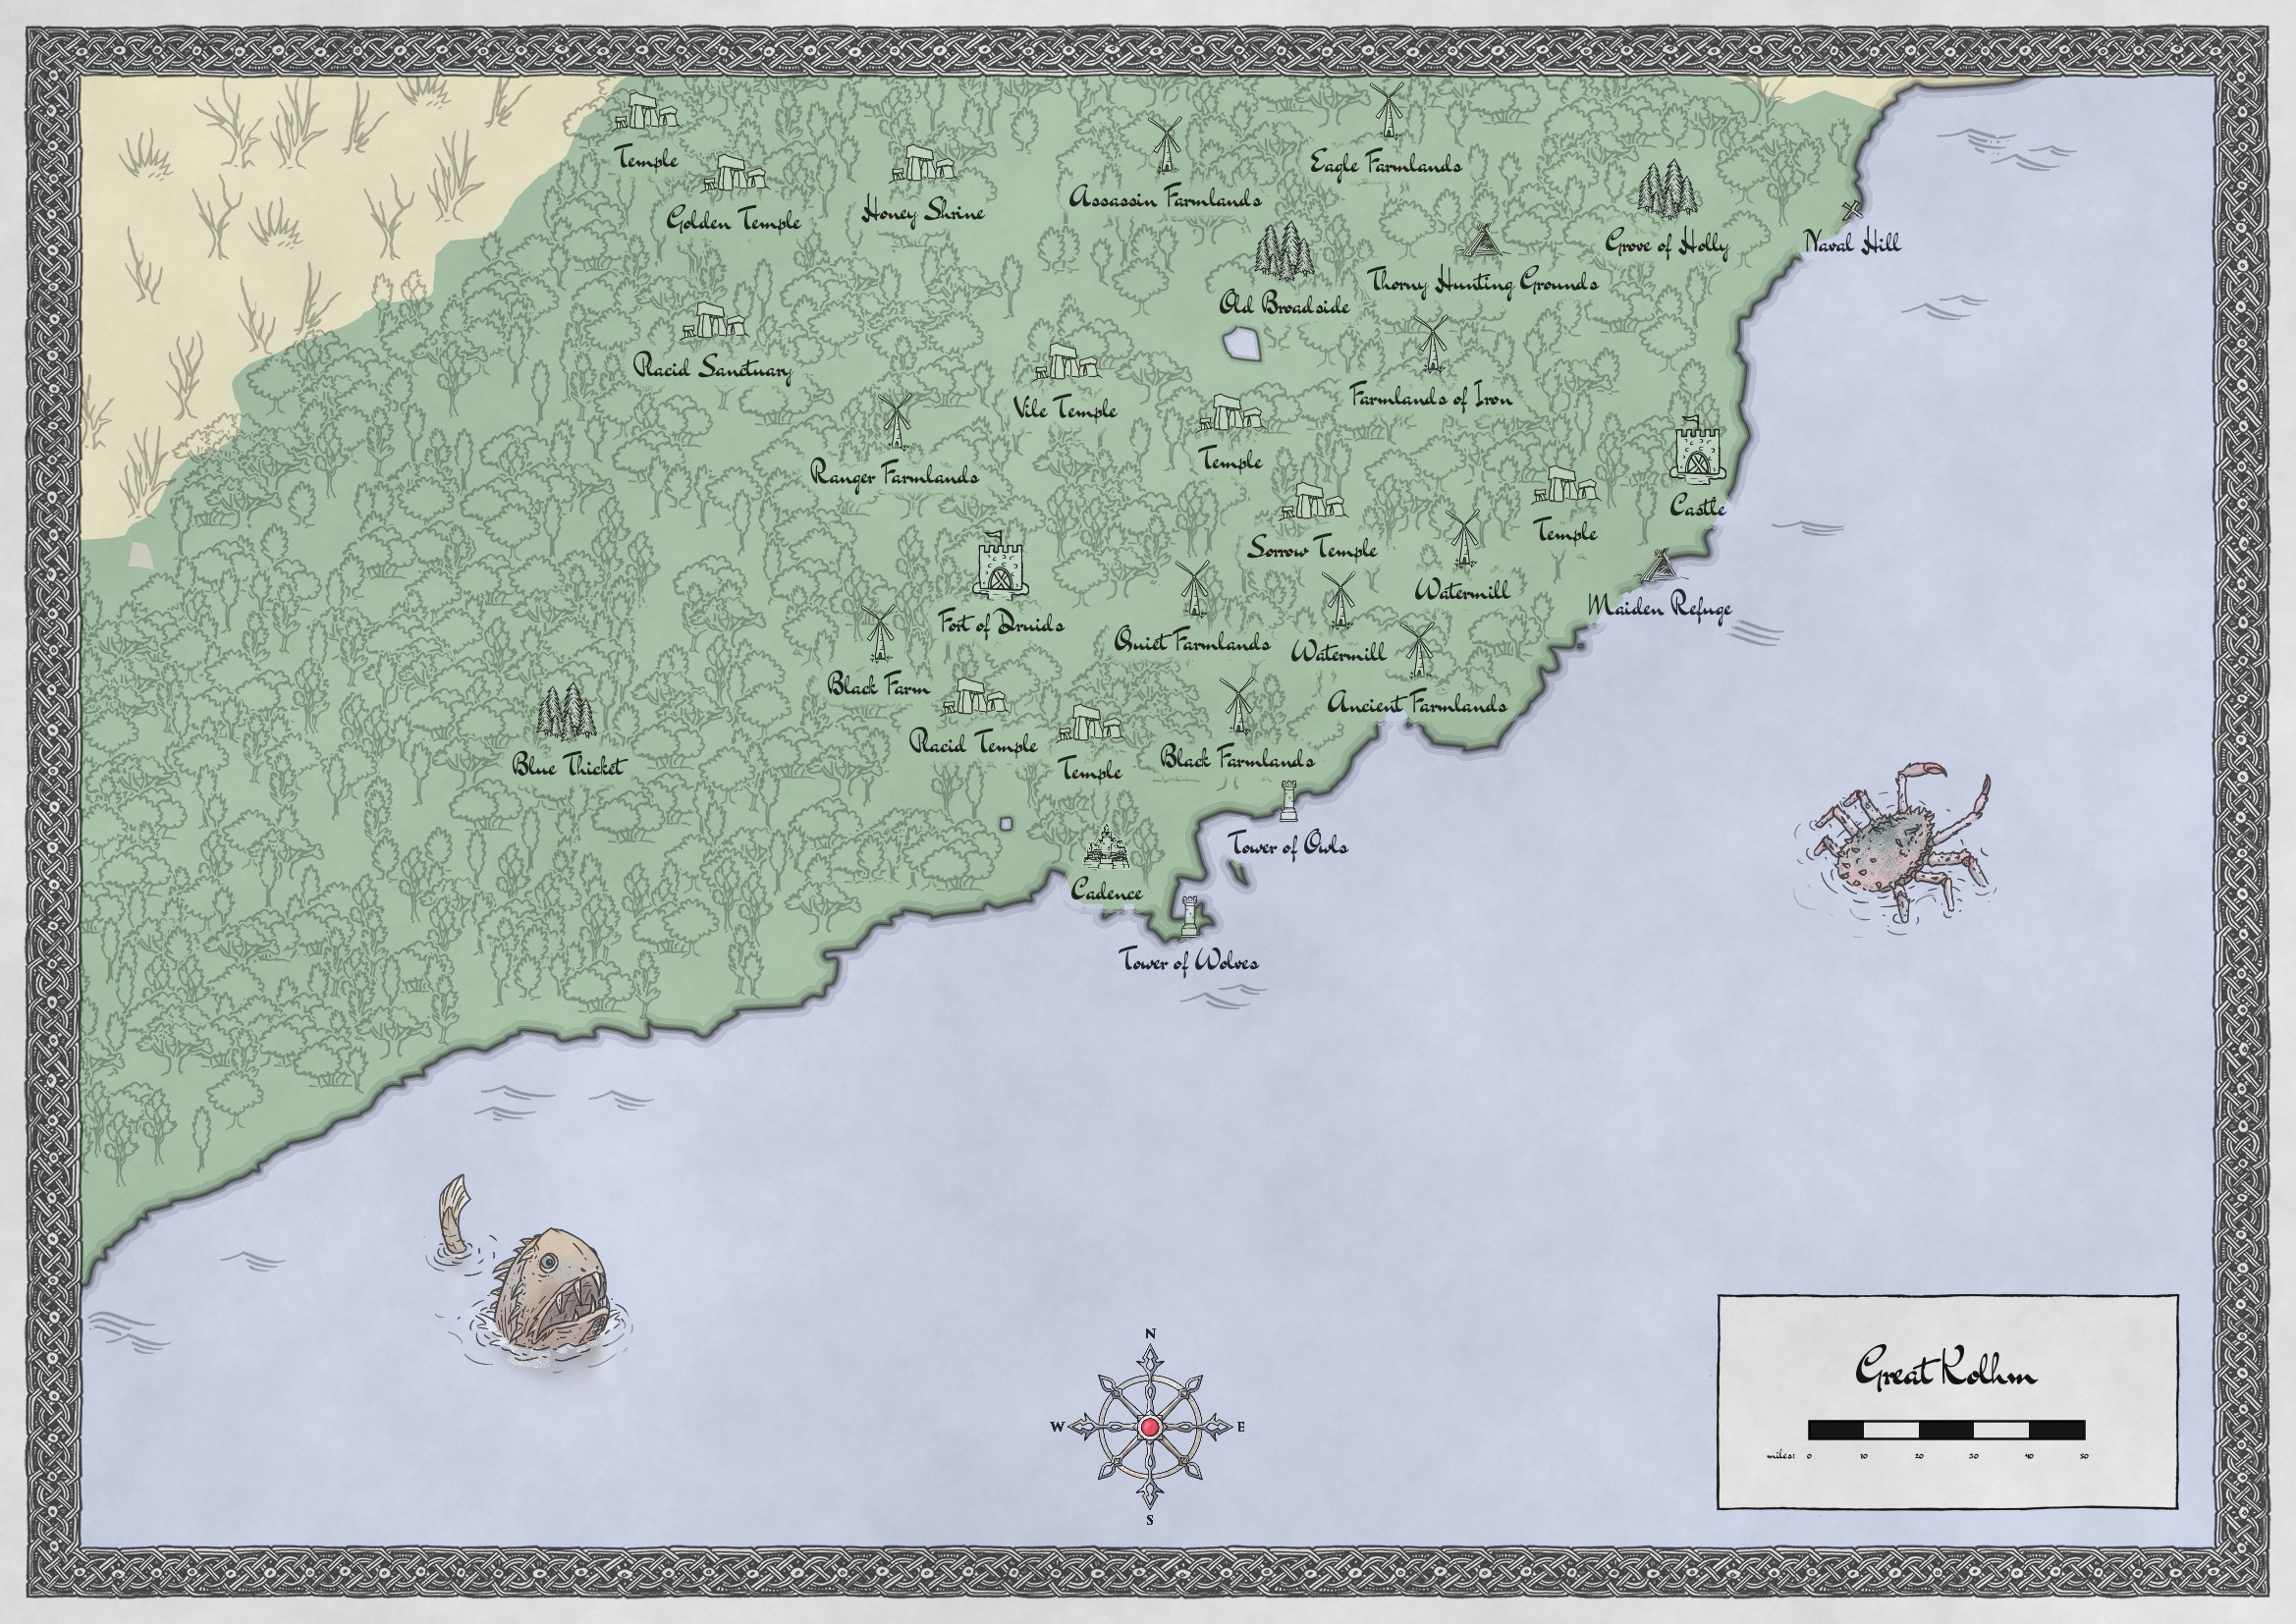 Temple
Golden Temple
Honey Shrine
Assassin Farmlands
Eagle Farmlands
Grove of Holly
Naval Hill
Old Broadside
Thorny Hunting Grounds
Placid Sanctuary
Vile Temple
Farmlands of Iron
Ranger Farmlands
Temple
Castle
Sorrow Temple
Temple
Watermill
Maiden Refuge
Fort of Druids
Quiet Farmlands
Watermill
Black Farm
Ancient Farmlands
Placid Temple
Temple
Black Farmlands
Blue Thicket
Tower of Owls
Cadence
Tower of Wolves
N
W E
S
Great Kolhm
miles: 0 10 20 30 40 50